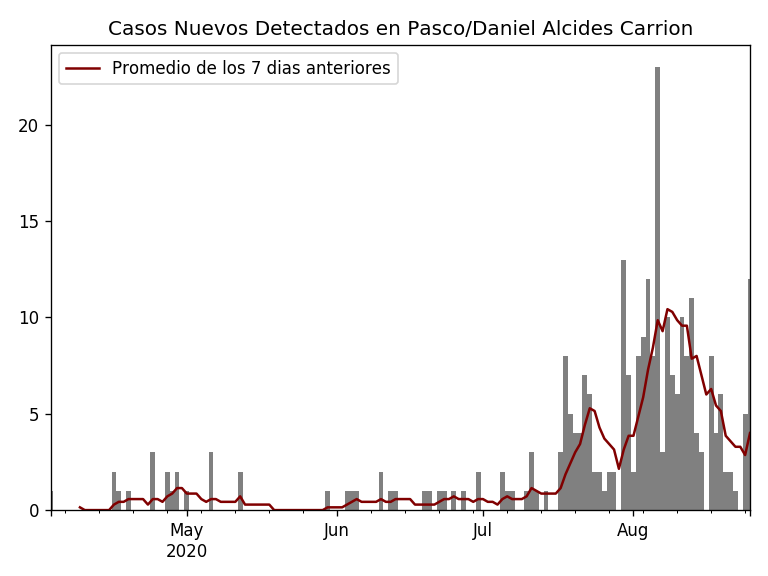 Casos Nuevos Detectados en Pasco/Daniel Alcides Carrion
Promedio de los 7 dias anteriores
20
15
10
5
0
May Jun Jul Aug
2020